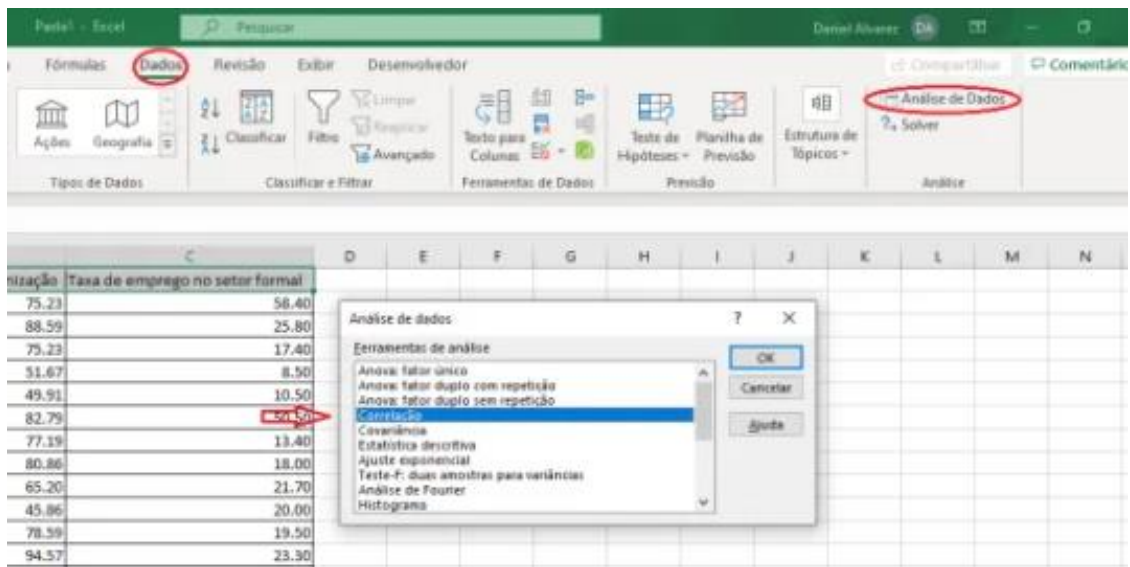 Pasta1 - Excel
Pesquisar
Daniel Alvarez DA
Fórmulas Dados Revisão Exibir Desenvolvedor
Compartilhar Comentário
Ações
Geografia
Classificar
Filtro
Limpar
Reaplicar
Avançado
Texto para
Colunas
Teste de
Hipóteses
Planilha de
Previsão
Estrutura de
Tópicos
Análise de Dados
Solver
Tipos de Dados
Classificar e Filtrar
Ferramentas de Dados
Previsão
Análise
C D E F G H I J K L M N
nização Taxa de emprego no setor formal
75.23 58.40
88.59 25.80
75.23 17.40
51.67 8.50
49.91 10.50
82.79 50.50
77.19 13.40
80.86 18.00
65.20 21.70
45.86 20.00
78.59 19.50
94.57 23.30
Análise de dados ? ×
Ferramentas de análise
Anova: fator único
Anova: fator duplo com repetição
Anova: fator duplo sem repetição
Correlação
Covariância
Estatística descritiva
Ajuste exponencial
Teste-F: duas amostras para variâncias
Análise de Fourier
Histograma
OK
Cancelar
Ajuda